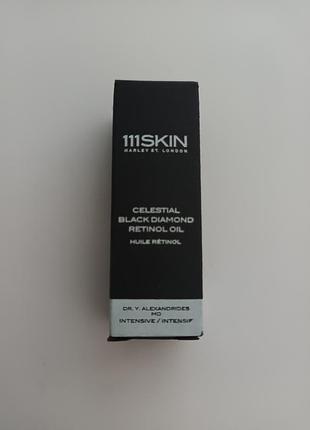 111SKIN
HARLEY ST. LONDON
CELESTIAL
BLACK DIAMOND
RETINOL OIL
HUILE RÉTINOL
DR. Y. ALEXANDRIDES
MD
INTENSIVE / INTENSIF